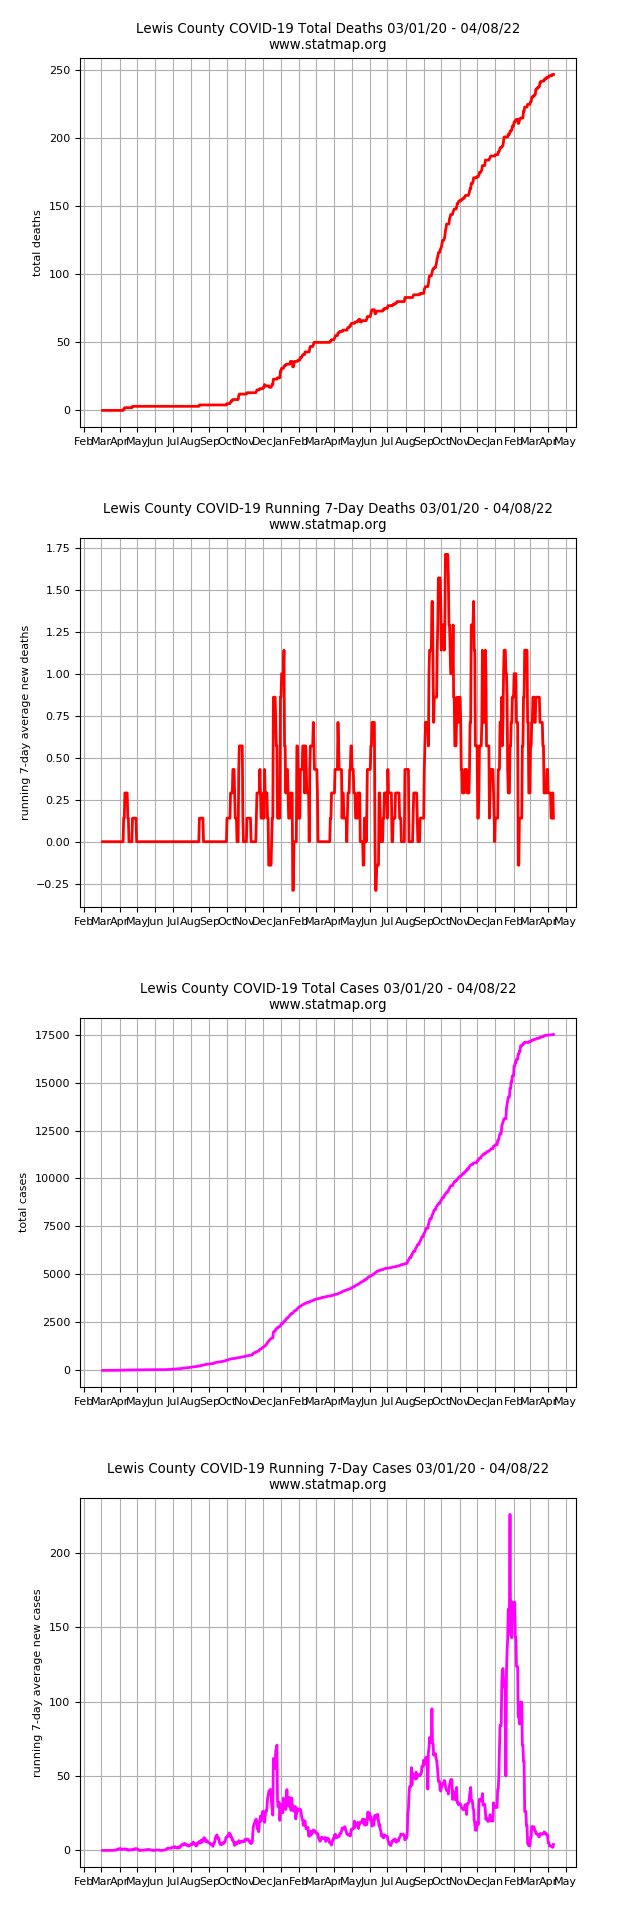 Lewis County COVID-19 Total Deaths 03/01/20 - 04/08/22
www.statmap.org
250
200
150
100
50
0
total deaths
Feb Mar Apr May Jun Jul Aug Sep Oct Nov Dec Jan Feb Mar Apr May Jun Jul Aug Sep Oct Nov Dec Jan Feb Mar Apr May
Lewis County COVID-19 Running 7-Day Deaths 03/01/20 - 04/08/22
www.statmap.org
1.75
1.50
1.25
1.00
0.75
0.50
0.25
0.00
−0.25
running 7-day average new deaths
Feb Mar Apr May Jun Jul Aug Sep Oct Nov Dec Jan Feb Mar Apr May Jun Jul Aug Sep Oct Nov Dec Jan Feb Mar Apr May
Lewis County COVID-19 Total Cases 03/01/20 - 04/08/22
www.statmap.org
17500
15000
12500
10000
7500
5000
2500
0
total cases
Feb Mar Apr May Jun Jul Aug Sep Oct Nov Dec Jan Feb Mar Apr May Jun Jul Aug Sep Oct Nov Dec Jan Feb Mar Apr May
Lewis County COVID-19 Running 7-Day Cases 03/01/20 - 04/08/22
www.statmap.org
200
150
100
50
0
running 7-day average new cases
Feb Mar Apr May Jun Jul Aug Sep Oct Nov Dec Jan Feb Mar Apr May Jun Jul Aug Sep Oct Nov Dec Jan Feb Mar Apr May